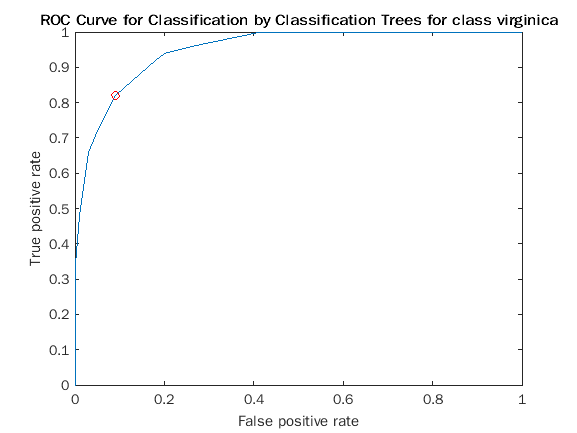 ROC Curve for Classification by Classification Trees for class virginica
1
0.9
0.8
0.7
0.6
0.5
0.4
0.3
0.2
0.1
0
True positive rate
0 0.2 0.4 0.6 0.8 1
False positive rate